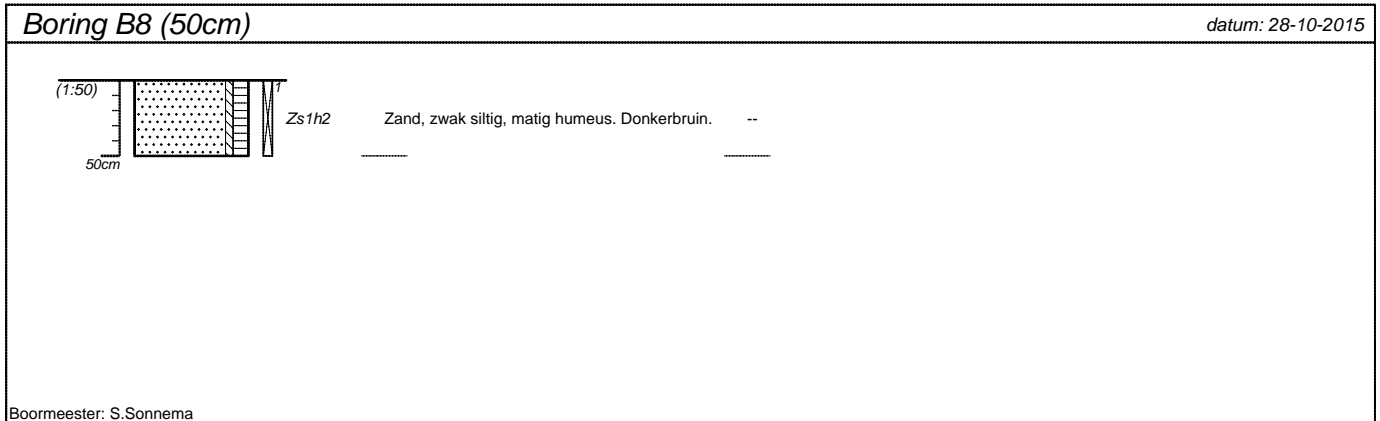 Boring B8 (50cm)
datum: 28-10-2015
(1:50)
1
Zs1h2
Zand, zwak siltig, matig humeus. Donkerbruin.
--
50cm
Boormeester: S.Sonnema